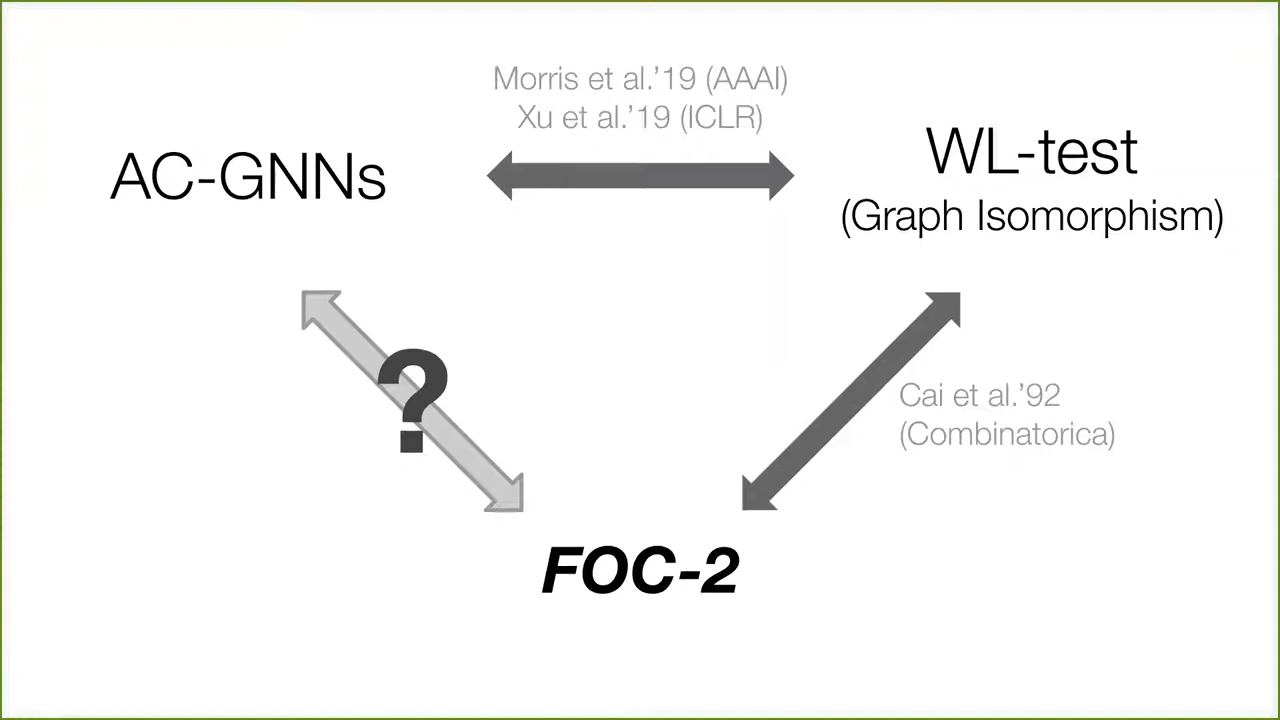 Morris et al.’19 (AAAI)
Xu et al.’19 (ICLR)
AC-GNNs
WL-test
(Graph Isomorphism)
?
Cai et al.’92
(Combinatorica)
FOC-2